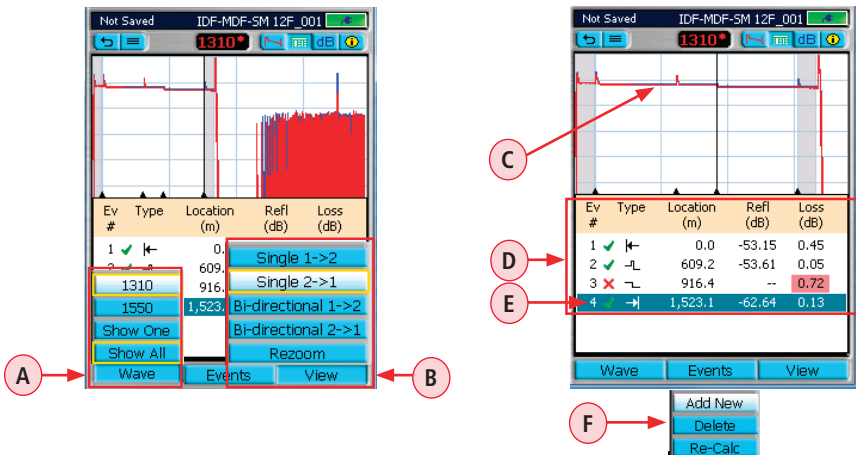 Not Saved IDF-MDF-SM 12F_001
1310* dB
Ev Type Location Refl Loss
# (m) (dB) (dB)
1 0.
2 609.
916.
1,523.
1310
1550
Show One
Show All
Wave Events View
Single 1->2
Single 2->1
Bi-directional 1->2
Bi-directional 2->1
Rezoom
A
B
Not Saved IDF-MDF-SM 12F_001
1310* dB
C
Ev Type Location Refl Loss
# (m) (dB) (dB)
1 0.0 -53.15 0.45
2 609.2 -53.61 0.05
3 916.4 -- 0.72
4 1,523.1 -62.64 0.13
D
E
Wave Events View
F
Add New
Delete
Re-Calc